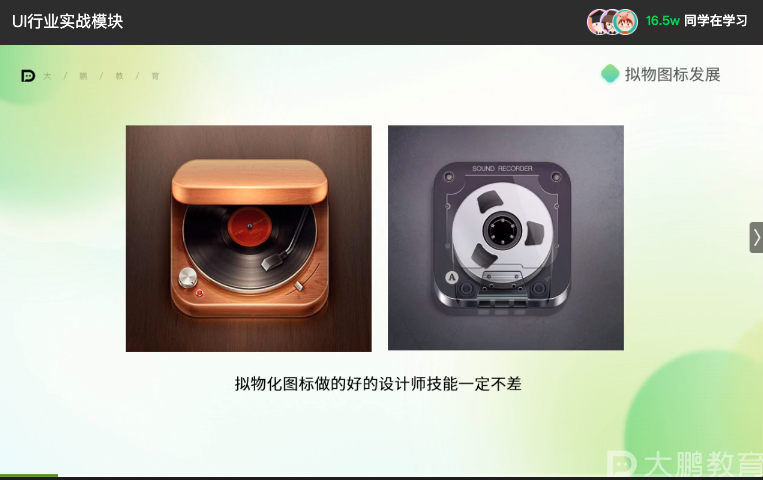 UI行业实战模块
16.5w 同学在学习
大 / 鹏 / 教 / 育
拟物图标发展
SOUND RECORDER
A
拟物化图标做的好的设计师技能一定不差
大鹏教育